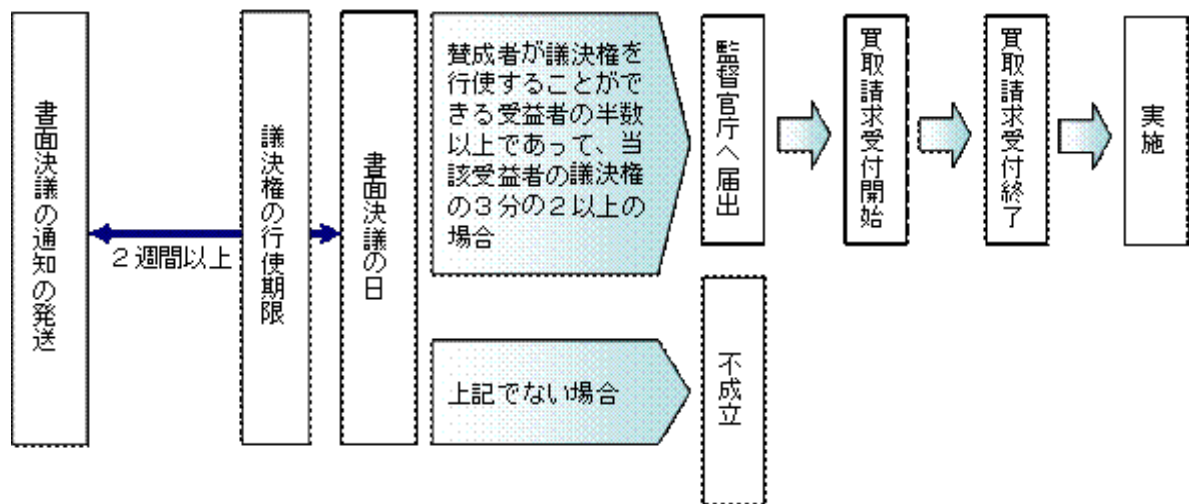 書面決議の通知の発送
2週間以上
議決権の行使期限
書面決議の日
賛成者が議決権を
行使することがで
きる受益者の半数
以上であって、当
該受益者の議決権
の3分の2以上の
場合
監督官庁へ届出
買取請求受付開始
買取請求受付終了
実施
上記でない場合
不成立